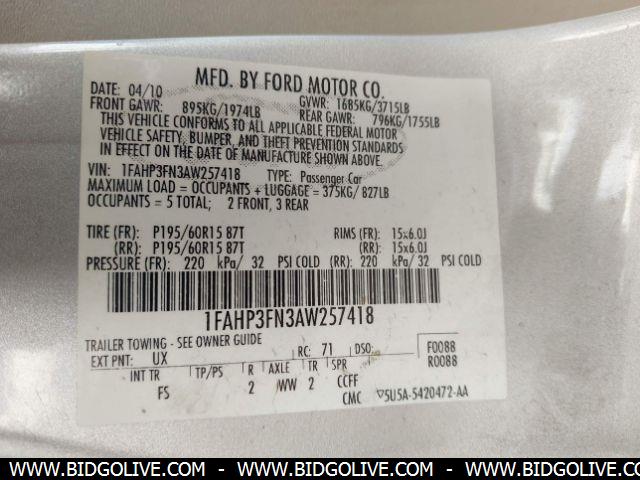 MFD. BY FORD MOTOR CO.
DATE: 04/10 GVWR: 1685KG/3715LB
FRONT GAWR: 895KG/1974LB REAR GAWR: 796KG/1755LB
THIS VEHICLE CONFORMS TO ALL APPLICABLE FEDERAL MOTOR
VEHICLE SAFETY, BUMPER, AND THEFT PREVENTION STANDARDS
IN EFFECT ON THE DATE OF MANUFACTURE SHOWN ABOVE.
VIN: 1FAHP3FN3AW257418 TYPE: Passenger Car
MAXIMUM LOAD = OCCUPANTS + LUGGAGE = 375KG/ 827LB
OCCUPANTS = 5 TOTAL: 2 FRONT, 3 REAR
TIRE (FR): P195/60R15 87T RIMS (FR): 15x6.0J
(RR): P195/60R15 87T (RR): 15x6.0J
PRESSURE (FR): 220 kPa/ 32 PSI COLD (RR): 220 kPa/ 32 PSI COLD
1FAHP3FN3AW257418
TRAILER TOWING - SEE OWNER GUIDE
EXT PNT: UX RC: 71 DSO: F0088
R0088
INT TR TP/PS R AXLE TR SPR
FS 2 WW 2 CCFF
CMC ▽5U5A-5420472-AA
WWW.BIDGOLIVE.COM - WWW.BIDGOLIVE.COM - WWW.BIDGOLIVE.COM